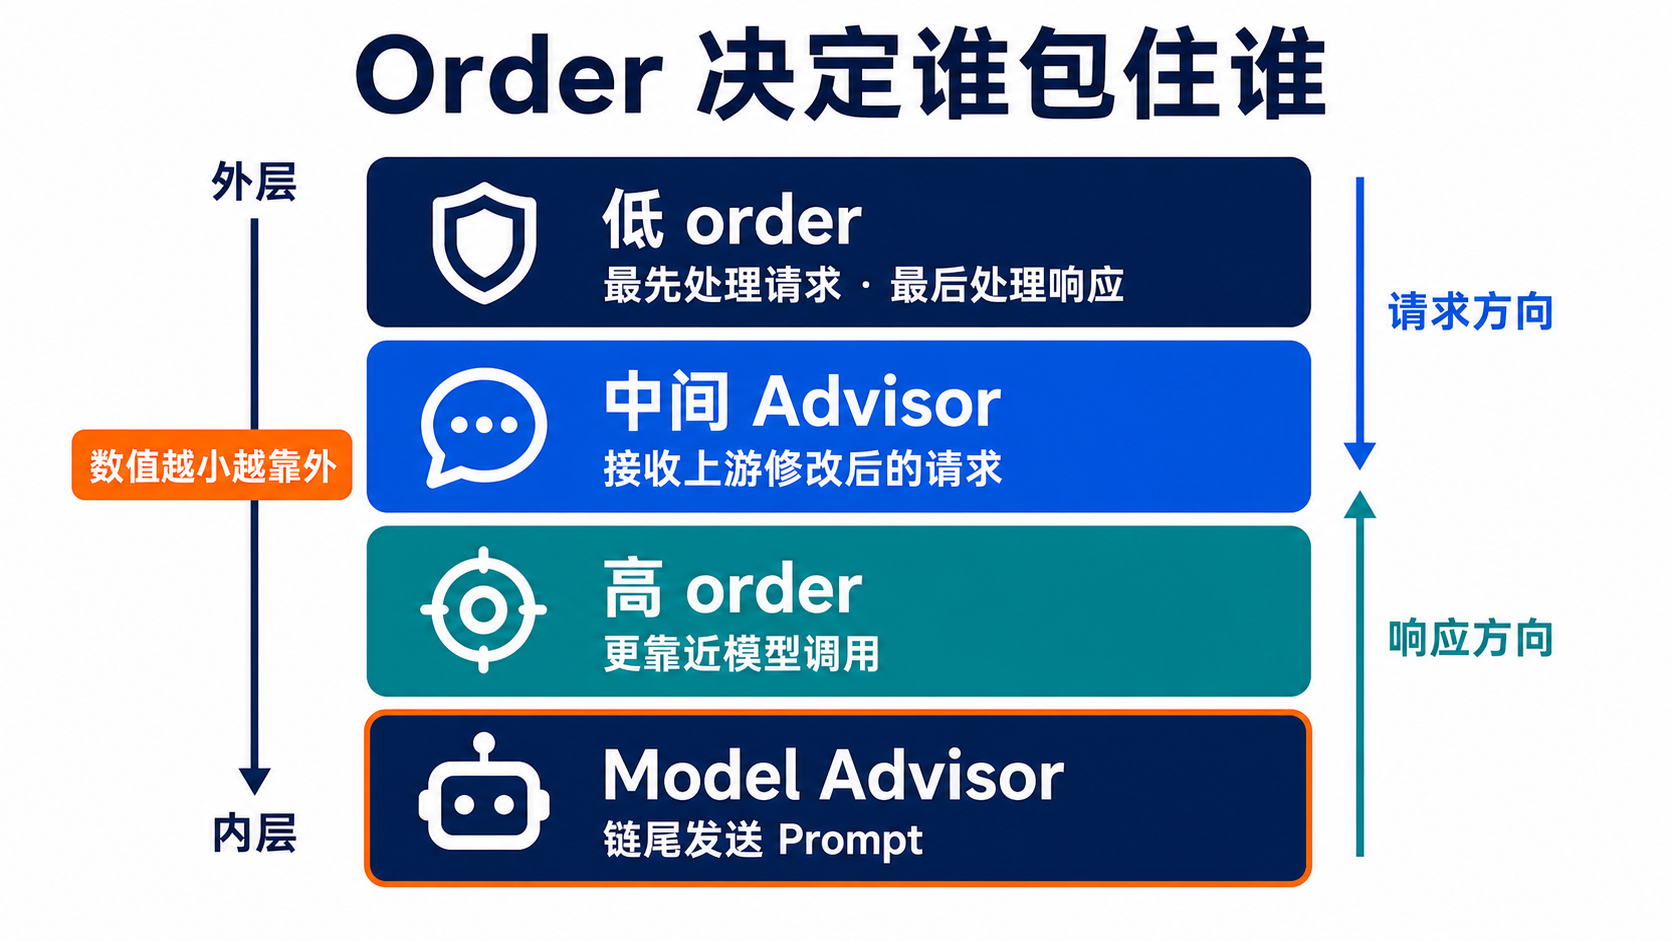 Order 决定谁包住谁
外层
低 order
最先处理请求 · 最后处理响应
请求方向
中间 Advisor
接收上游修改后的请求
数值越小越靠外
高 order
更靠近模型调用
响应方向
Model Advisor
链尾发送 Prompt
内层